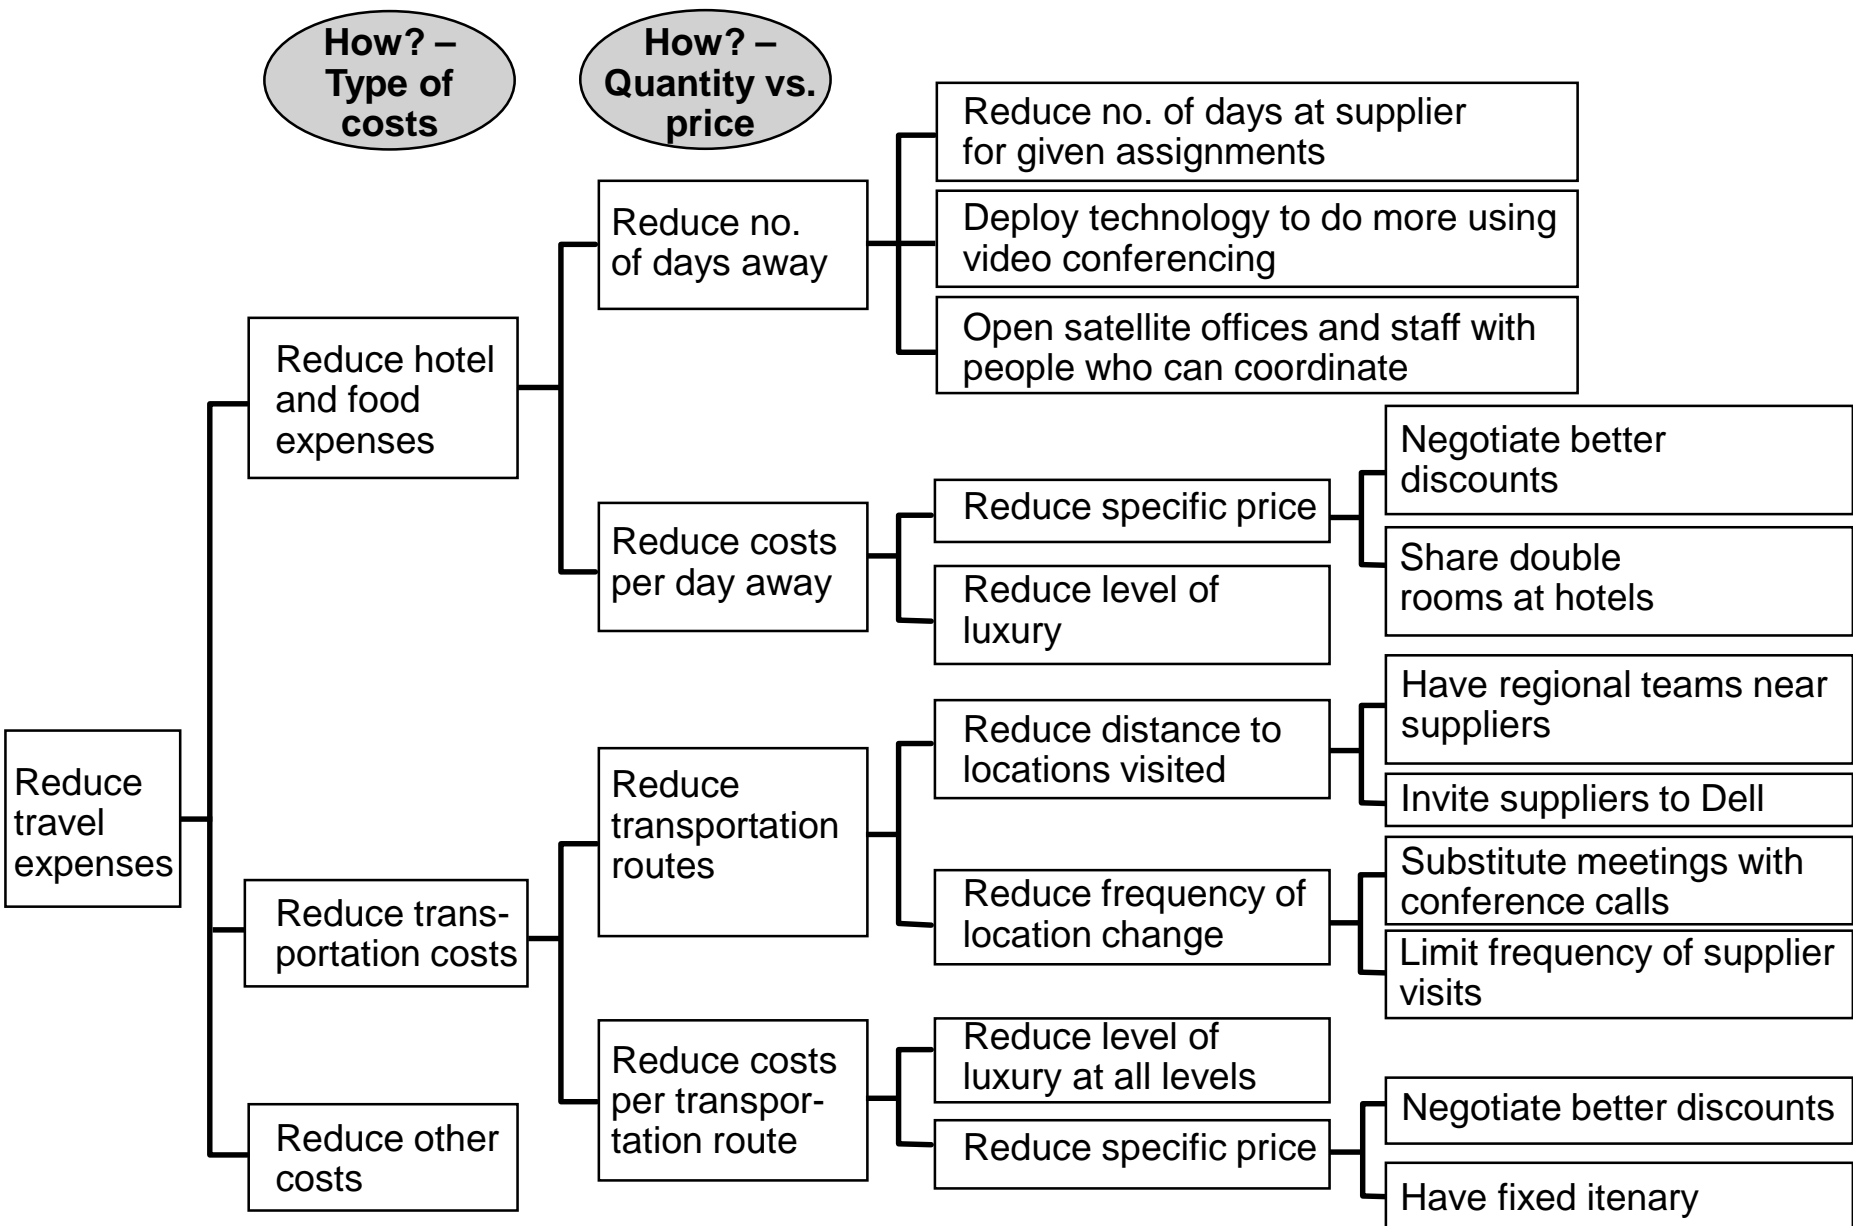 How? –
Type of
costs
How? –
Quantity vs.
price
Reduce no. of days at supplier
for given assignments
Reduce no.
of days away
Deploy technology to do more using
video conferencing
Open satellite offices and staff with
people who can coordinate
Reduce hotel
and food
expenses
Negotiate better
discounts
Reduce specific price
Reduce costs
per day away
Share double
rooms at hotels
Reduce level of
luxury
Have regional teams near
suppliers
Reduce distance to
locations visited
Reduce
travel
expenses
Reduce
transportation
routes
Invite suppliers to Dell
Substitute meetings with
conference calls
Reduce frequency of
location change
Reduce trans-
portation costs
Limit frequency of supplier
visits
Reduce level of
luxury at all levels
Reduce costs
per transpor-
tation route
Negotiate better discounts
Reduce other
costs
Reduce specific price
Have fixed itenary